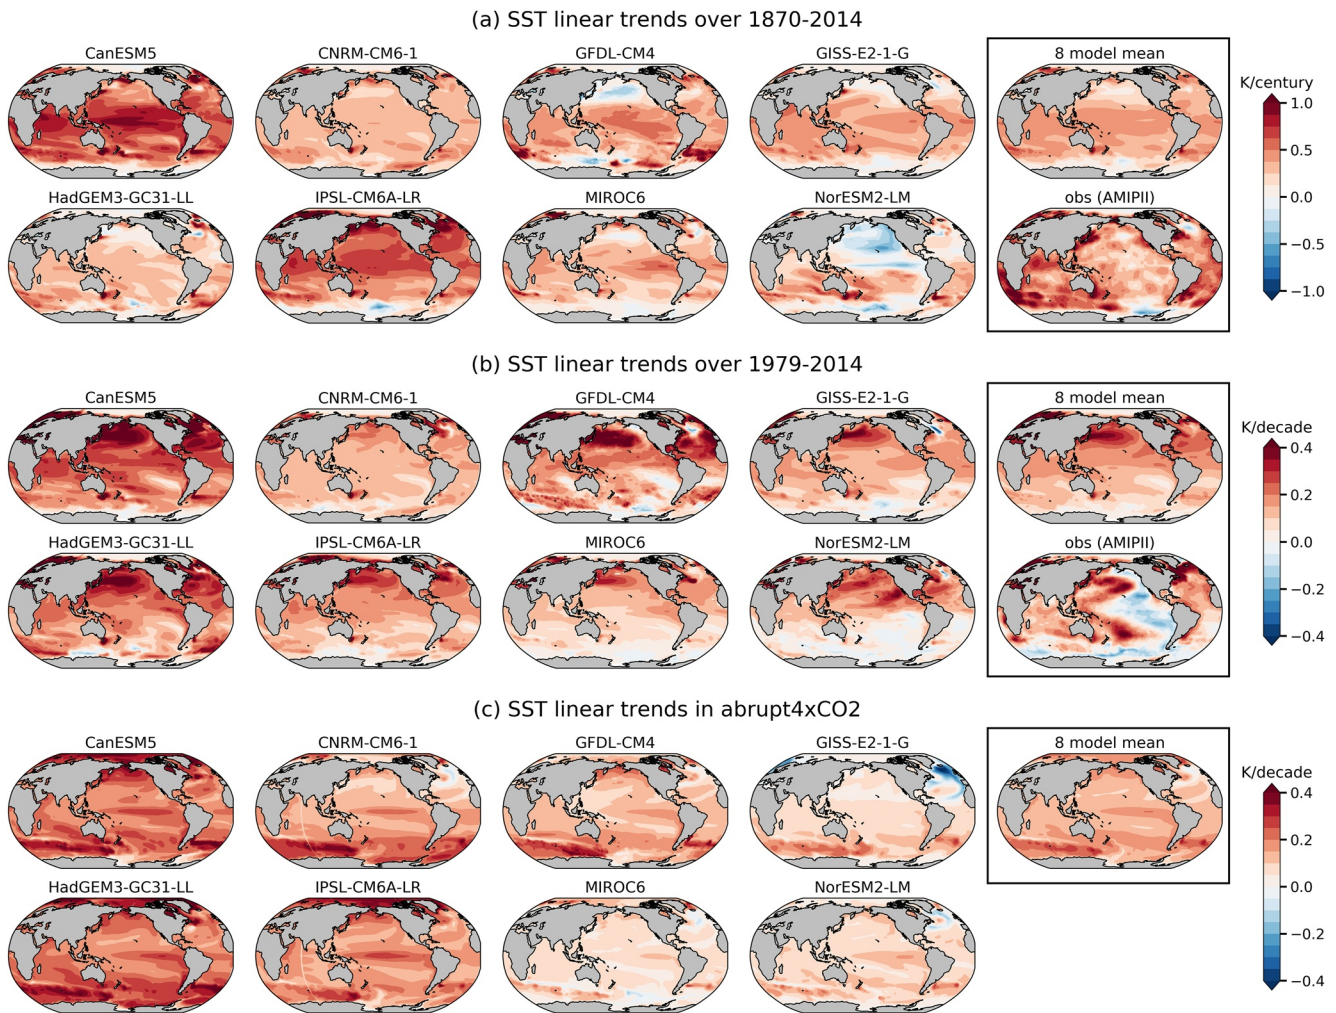 (a) SST linear trends over 1870-2014
CanESM5
CNRM-CM6-1
GFDL-CM4
GISS-E2-1-G
8 model mean
K/century
1.0
0.5
0.0
−0.5
−1.0
HadGEM3-GC31-LL
IPSL-CM6A-LR
MIROC6
NorESM2-LM
obs (AMIPII)
(b) SST linear trends over 1979-2014
CanESM5
CNRM-CM6-1
GFDL-CM4
GISS-E2-1-G
8 model mean
K/decade
0.4
0.2
0.0
−0.2
−0.4
HadGEM3-GC31-LL
IPSL-CM6A-LR
MIROC6
NorESM2-LM
obs (AMIPII)
(c) SST linear trends in abrupt4xCO2
CanESM5
CNRM-CM6-1
GFDL-CM4
GISS-E2-1-G
8 model mean
K/decade
0.4
0.2
0.0
−0.2
−0.4
HadGEM3-GC31-LL
IPSL-CM6A-LR
MIROC6
NorESM2-LM